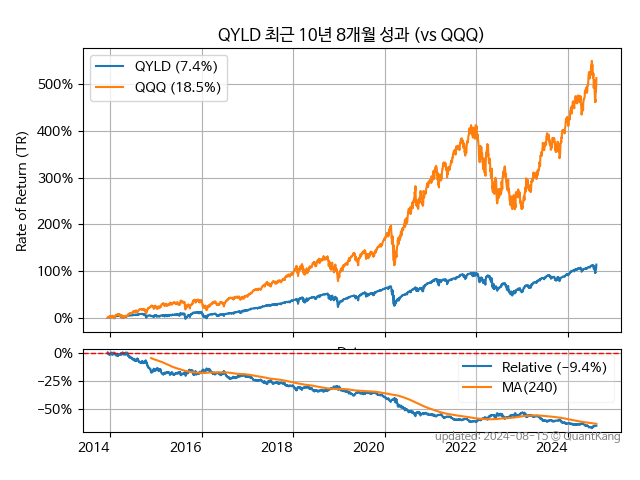 QYLD 최근 10년 8개월 성과 (vs QQQ)
QYLD (7.4%)
QQQ (18.5%)
Rate of Return (TR)
500%
400%
300%
200%
100%
0%
0%
−25%
−50%
Relative (−9.4%)
MA(240)
2014 2016 2018 2020 2022 2024
updated: 2024-08-15 © QuantKang